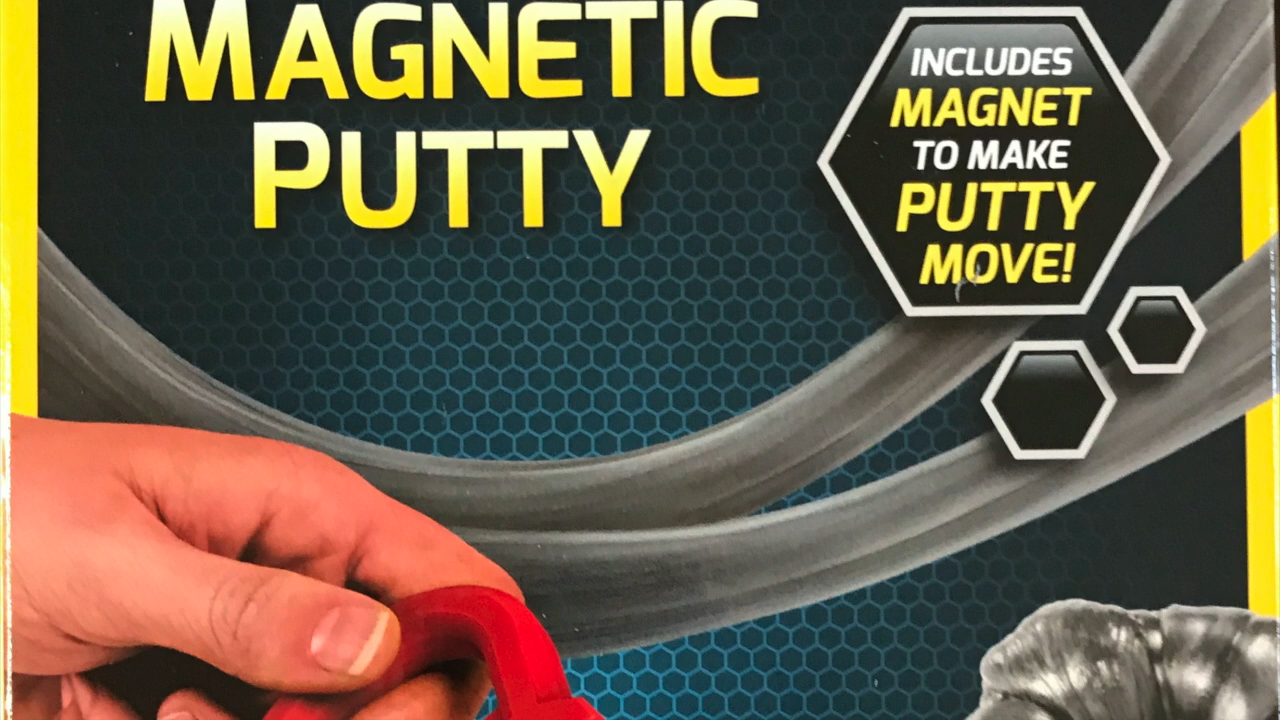 MAGNETIC
PUTTY
INCLUDES
MAGNET
TO MAKE
PUTTY
MOVE!